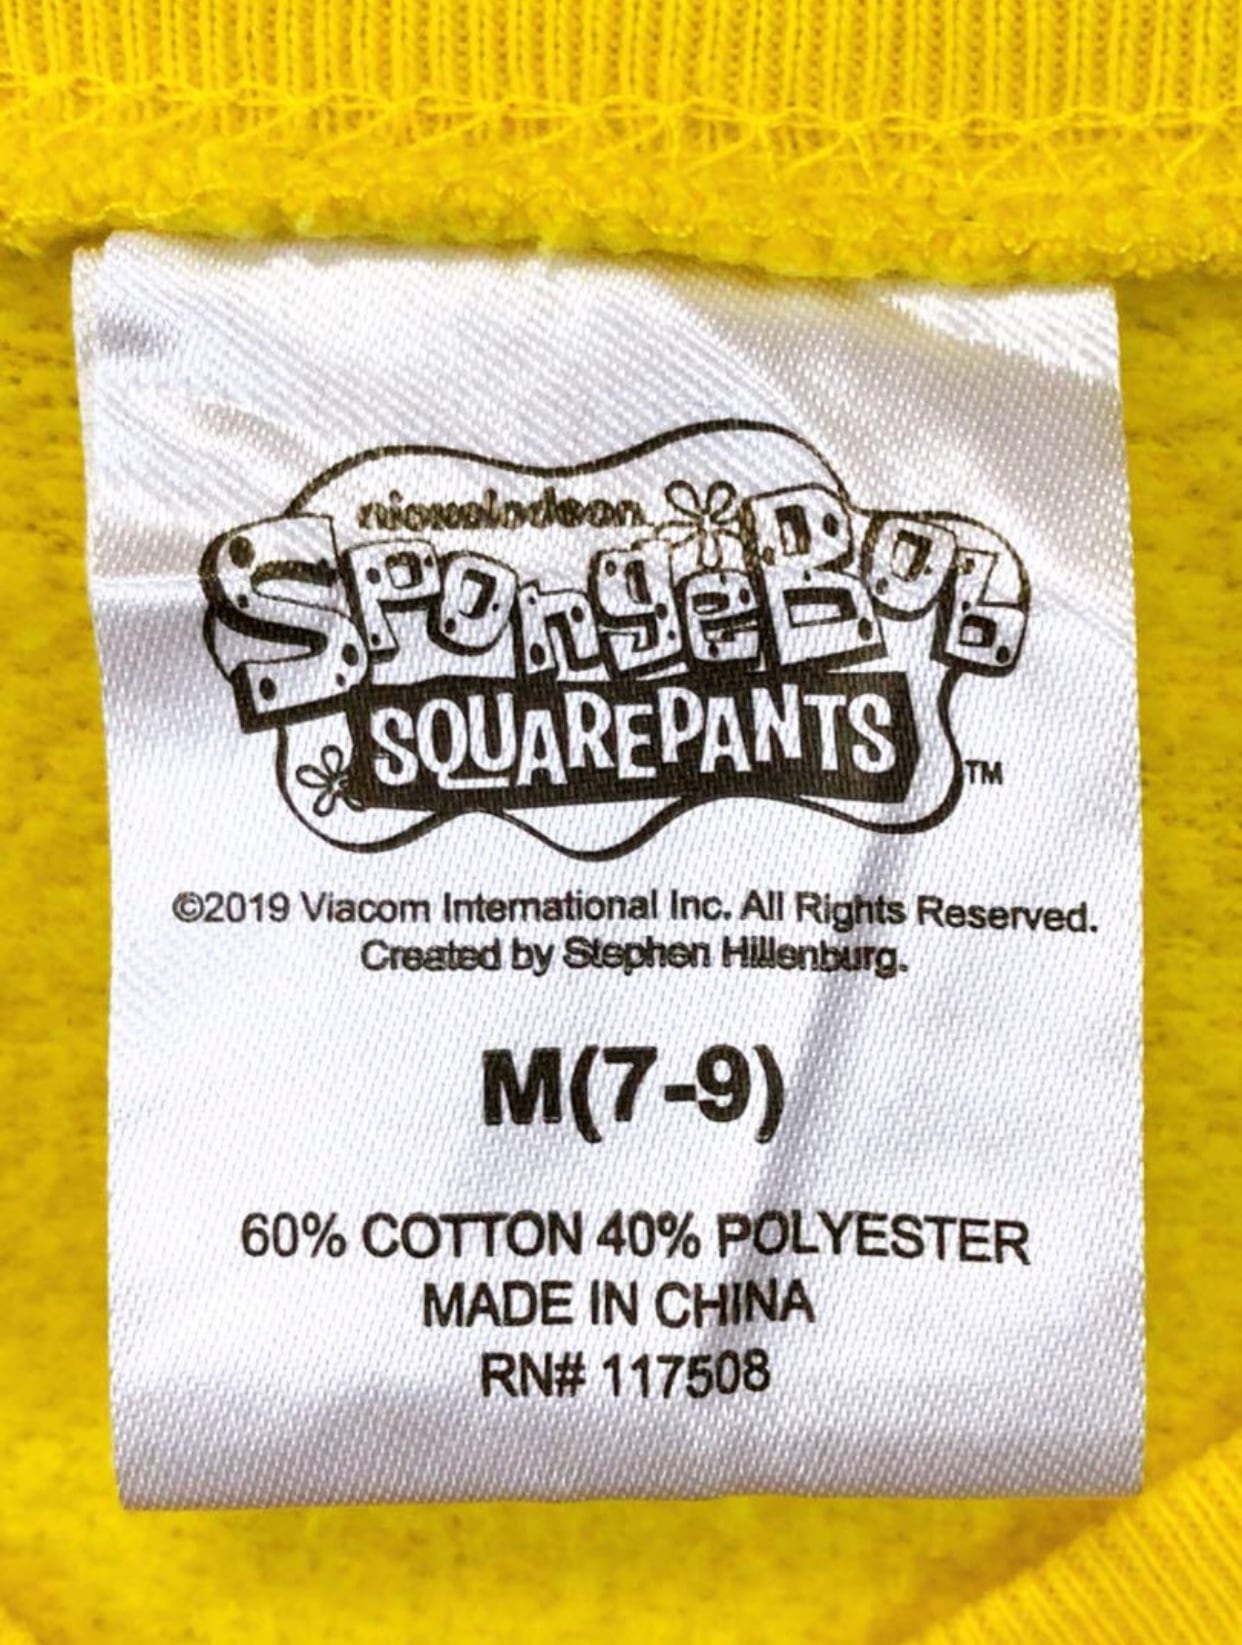 nickelodeon
SPongeBob
SQUAREPANTS
TM
©2019 Viacom International Inc. All Rights Reserved.
Created by Stephen Hillenburg.
M(7-9)
60% COTTON 40% POLYESTER
MADE IN CHINA
RN# 117508